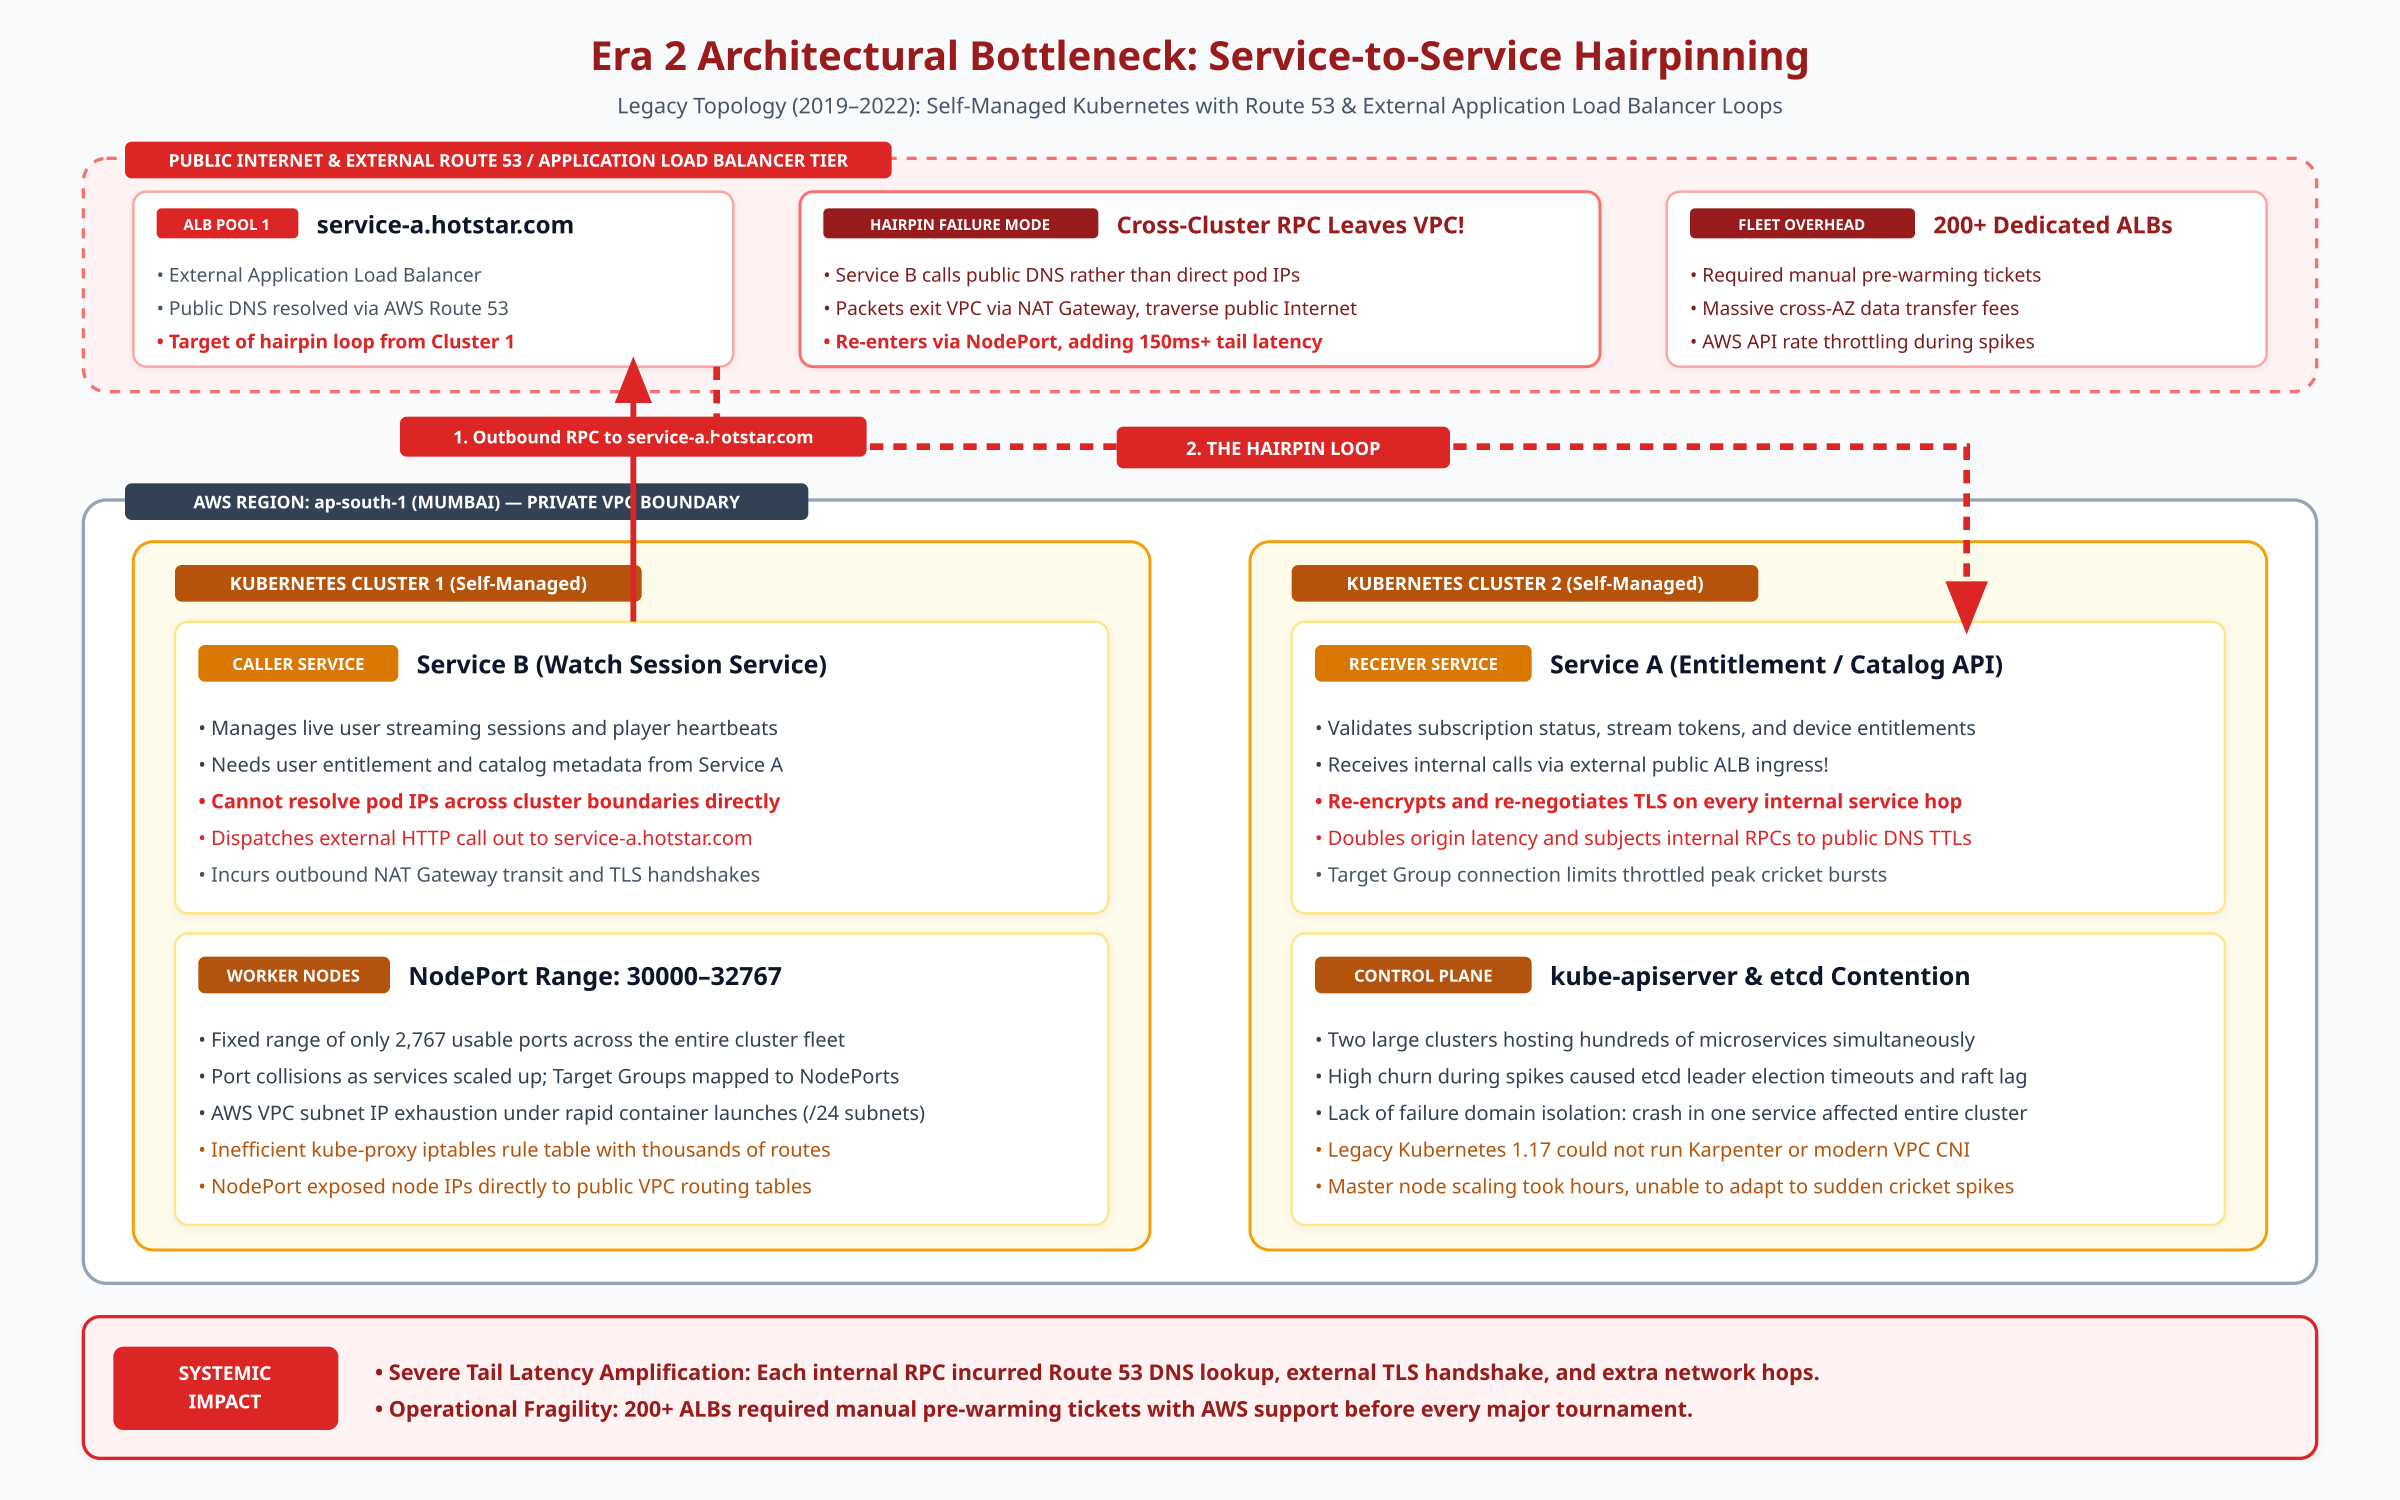 Era 2 Architectural Bottleneck: Service-to-Service Hairpinning
Legacy Topology (2019–2022): Self-Managed Kubernetes with Route 53 & External Application Load Balancer Loops
PUBLIC INTERNET & EXTERNAL ROUTE 53 / APPLICATION LOAD BALANCER TIER
ALB POOL 1
service-a.hotstar.com
• External Application Load Balancer
• Public DNS resolved via AWS Route 53
• Target of hairpin loop from Cluster 1
HAIRPIN FAILURE MODE
Cross-Cluster RPC Leaves VPC!
• Service B calls public DNS rather than direct pod IPs
• Packets exit VPC via NAT Gateway, traverse public Internet
• Re-enters via NodePort, adding 150ms+ tail latency
FLEET OVERHEAD
200+ Dedicated ALBs
• Required manual pre-warming tickets
• Massive cross-AZ data transfer fees
• AWS API rate throttling during spikes
1. Outbound RPC to service-a.hotstar.com
2. THE HAIRPIN LOOP
AWS REGION: ap-south-1 (MUMBAI) — PRIVATE VPC BOUNDARY
KUBERNETES CLUSTER 1 (Self-Managed)
CALLER SERVICE
Service B (Watch Session Service)
• Manages live user streaming sessions and player heartbeats
• Needs user entitlement and catalog metadata from Service A
• Cannot resolve pod IPs across cluster boundaries directly
• Dispatches external HTTP call out to service-a.hotstar.com
• Incurs outbound NAT Gateway transit and TLS handshakes
WORKER NODES
NodePort Range: 30000–32767
• Fixed range of only 2,767 usable ports across the entire cluster fleet
• Port collisions as services scaled up; Target Groups mapped to NodePorts
• AWS VPC subnet IP exhaustion under rapid container launches (/24 subnets)
• Inefficient kube-proxy iptables rule table with thousands of routes
• NodePort exposed node IPs directly to public VPC routing tables
KUBERNETES CLUSTER 2 (Self-Managed)
RECEIVER SERVICE
Service A (Entitlement / Catalog API)
• Validates subscription status, stream tokens, and device entitlements
• Receives internal calls via external public ALB ingress!
• Re-encrypts and re-negotiates TLS on every internal service hop
• Doubles origin latency and subjects internal RPCs to public DNS TTLs
• Target Group connection limits throttled peak cricket bursts
CONTROL PLANE
kube-apiserver & etcd Contention
• Two large clusters hosting hundreds of microservices simultaneously
• High churn during spikes caused etcd leader election timeouts and raft lag
• Lack of failure domain isolation: crash in one service affected entire cluster
• Legacy Kubernetes 1.17 could not run Karpenter or modern VPC CNI
• Master node scaling took hours, unable to adapt to sudden cricket spikes
SYSTEMIC
IMPACT
• Severe Tail Latency Amplification: Each internal RPC incurred Route 53 DNS lookup, external TLS handshake, and extra network hops.
• Operational Fragility: 200+ ALBs required manual pre-warming tickets with AWS support before every major tournament.